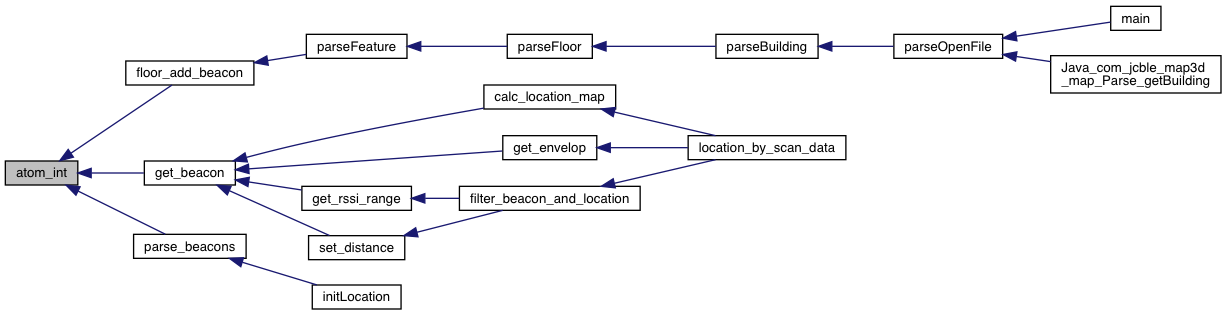 main
parseFeature
parseFloor
parseBuilding
parseOpenFile
floor_add_beacon
Java_com_jcble_map3d
_map_Parse_getBuilding
calc_location_map
get_envelop
location_by_scan_data
atom_int
get_beacon
get_rssi_range
filter_beacon_and_location
parse_beacons
set_distance
initLocation